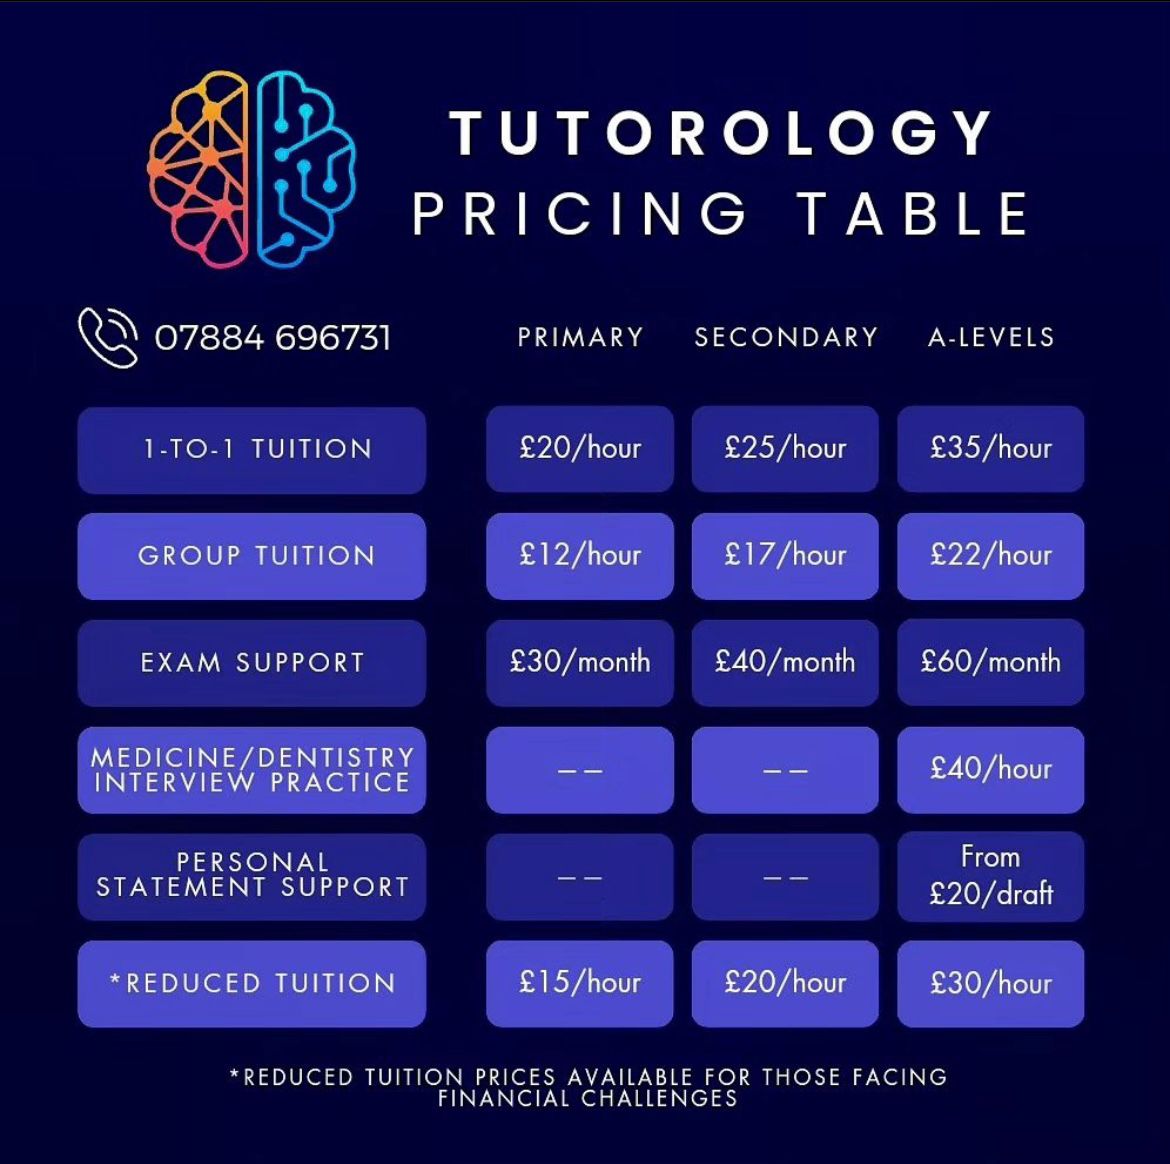 TUTOROLOGY
PRICING TABLE
07884 696731
PRIMARY SECONDARY A-LEVELS
1-TO-1 TUITION £20/hour £25/hour £35/hour
GROUP TUITION £12/hour £17/hour £22/hour
EXAM SUPPORT £30/month £40/month £60/month
MEDICINE/DENTISTRY
INTERVIEW PRACTICE -- -- £40/hour
PERSONAL
STATEMENT SUPPORT -- -- From
£20/draft
*REDUCED TUITION £15/hour £20/hour £30/hour
*REDUCED TUITION PRICES AVAILABLE FOR THOSE FACING
FINANCIAL CHALLENGES